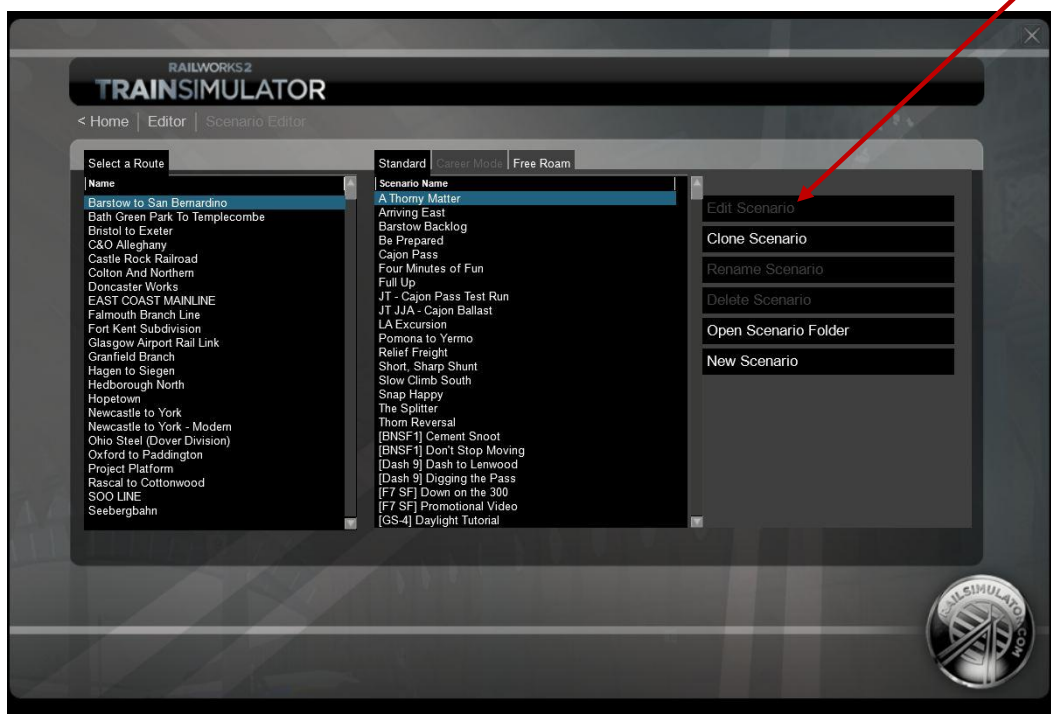 RAILWORKS2
TRAINSIMULATOR
< Home | Editor | Scenario Editor
Select a Route
Name
Barstow to San Bernardino
Bath Green Park To Templecombe
Bristol to Exeter
C&O Alleghany
Castle Rock Railroad
Colton And Northern
Doncaster Works
EAST COAST MAINLINE
Falmouth Branch Line
Fort Kent Subdivision
Glasgow Airport Rail Link
Granfield Branch
Hagen to Siegen
Hedborough North
Hopetown
Newcastle to York
Newcastle to York - Modern
Ohio Steel (Dover Division)
Oxford to Paddington
Project Platform
Rascal to Cottonwood
SOO LINE
Seebergbahn
Standard | Career Mode | Free Roam
Scenario Name
A Thorny Matter
Arriving East
Barstow Backlog
Be Prepared
Cajon Pass
Four Minutes of Fun
Full Up
JT - Cajon Pass Test Run
JT JJA - Cajon Ballast
LA Excursion
Pomona to Yermo
Relief Freight
Short, Sharp Shunt
Slow Climb South
Snap Happy
The Splitter
Thorn Reversal
[BNSF1] Cement Snoot
[BNSF1] Don't Stop Moving
[Dash 9] Dash to Lenwood
[Dash 9] Digging the Pass
[F7 SF] Down on the 300
[F7 SF] Promotional Video
[GS-4] Daylight Tutorial
Edit Scenario
Clone Scenario
Rename Scenario
Delete Scenario
Open Scenario Folder
New Scenario
RAILSIMULATOR.COM